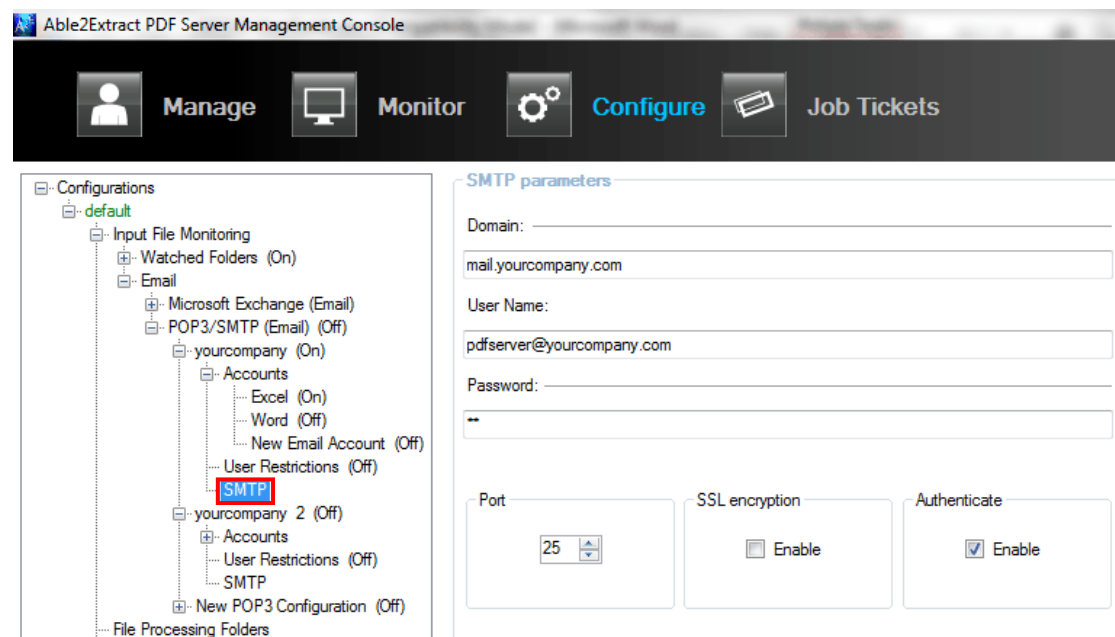 Able2Extract PDF Server Management Console
Manage Monitor Configure Job Tickets
Configurations
default
Input File Monitoring
Watched Folders (On)
Email
Microsoft Exchange (Email)
POP3/SMTP (Email) (Off)
yourcompany (On)
Accounts
Excel (On)
Word (Off)
New Email Account (Off)
User Restrictions (Off)
SMTP
yourcompany 2 (Off)
Accounts
User Restrictions (Off)
SMTP
New POP3 Configuration (Off)
File Processing Folders
SMTP parameters
Domain:
mail.yourcompany.com
User Name:
pdfserver@yourcompany.com
Password:
**
Port
25
SSL encryption
Enable
Authenticate
Enable